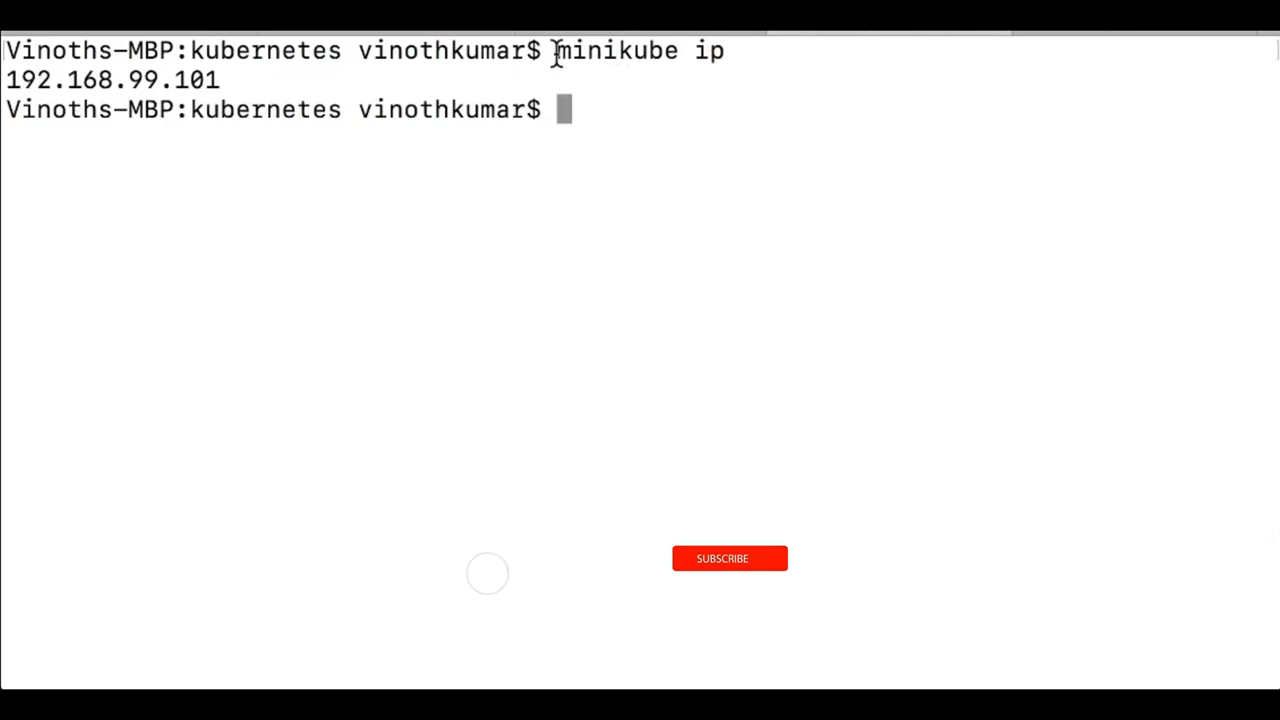 Vinoths-MBP:kubernetes vinothkumar$ minikube ip
192.168.99.101
Vinoths-MBP:kubernetes vinothkumar$
SUBSCRIBE